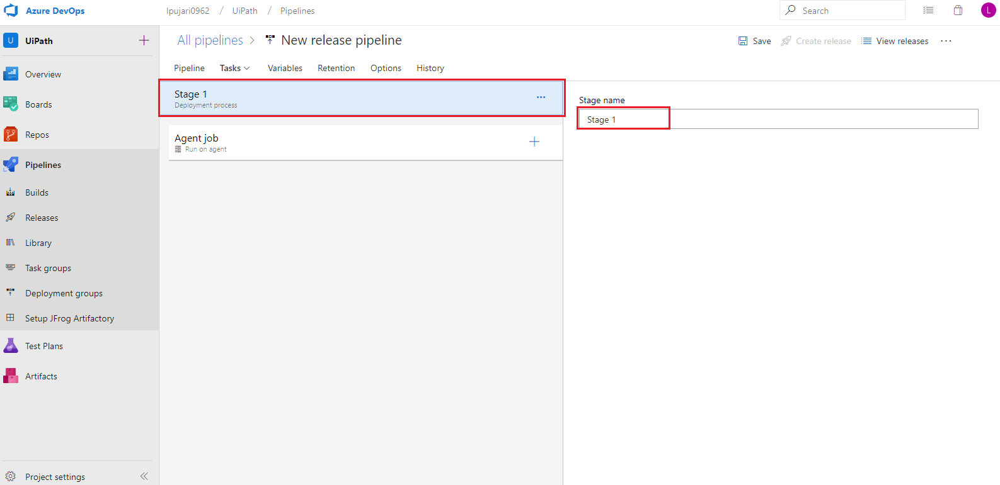 Azure DevOps
lpujari0962 / UiPath / Pipelines
Search
L
U UiPath
All pipelines > New release pipeline
Save Create release View releases ...
Pipeline Tasks Variables Retention Options History
Overview
Boards
Repos
Pipelines
Builds
Releases
Library
Task groups
Deployment groups
Setup JFrog Artifactory
Test Plans
Artifacts
Project settings
Stage 1
Deployment process
Agent job
Run on agent
Stage name
Stage 1